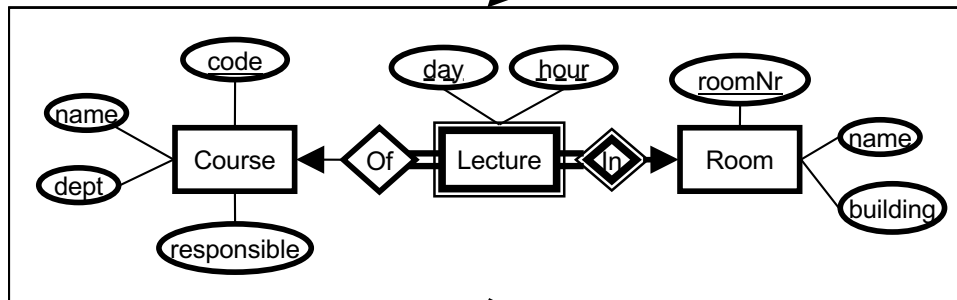 code
day
hour
roomNr
name
name
Course
Of
Lecture
In
Room
dept
building
responsible